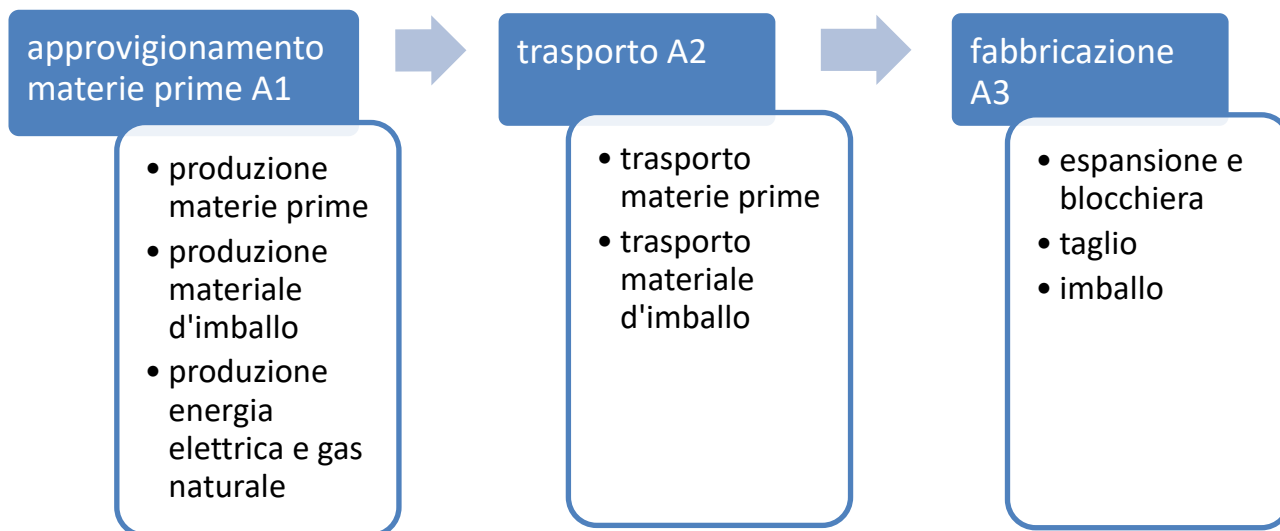 approvigionamento
materie prime A1
• produzione
materie prime
• produzione
materiale
d'imballo
• produzione
energia
elettrica e gas
naturale
trasporto A2
• trasporto
materie prime
• trasporto
materiale
d'imballo
fabbricazione
A3
• espansione e
blocchiera
• taglio
• imballo